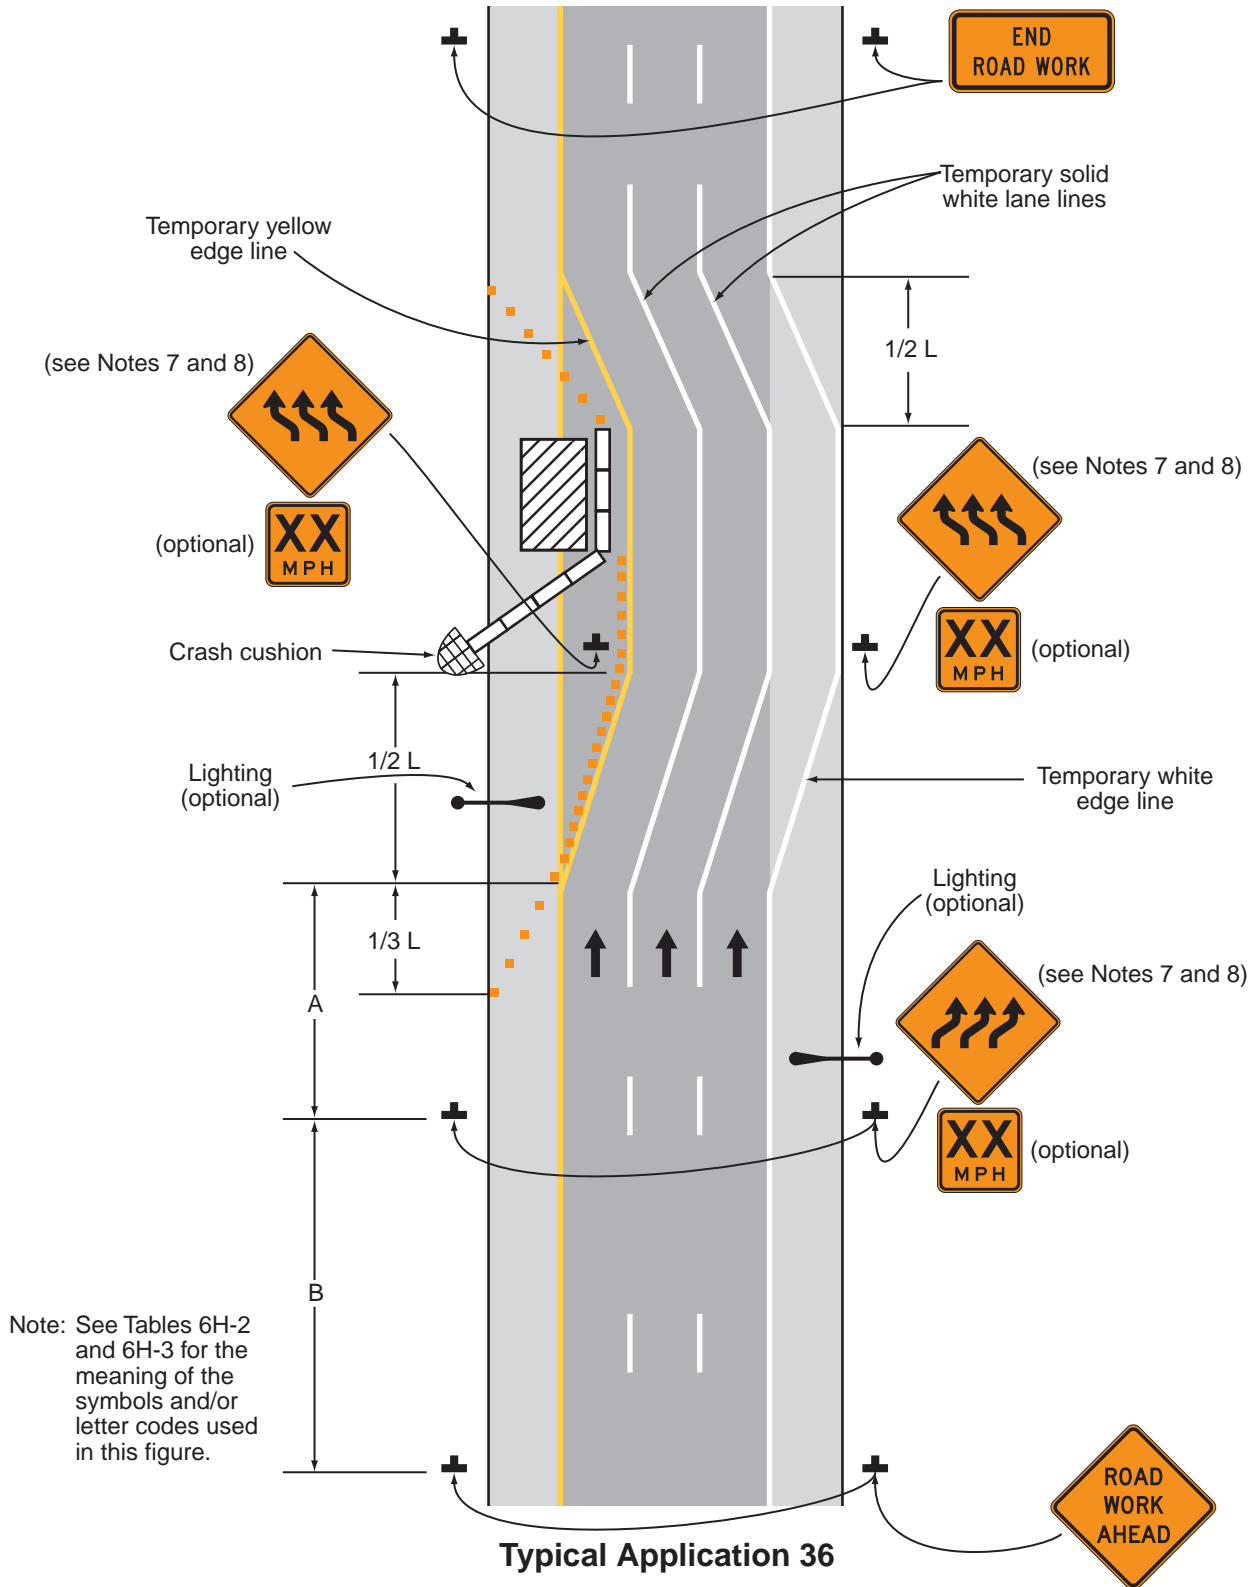 END
ROAD WORK
Temporary solid
white lane lines
Temporary yellow
edge line
1/2 L
(see Notes 7 and 8)
(see Notes 7 and 8)
XX
MPH
(optional)
XX
MPH
(optional)
Crash cushion
1/2 L
Lighting
(optional)
Temporary white
edge line
Lighting
(optional)
1/3 L
(see Notes 7 and 8)
A
XX
MPH
(optional)
B
Note: See Tables 6H-2
and 6H-3 for the
meaning of the
symbols and/or
letter codes used
in this figure.
ROAD
WORK
AHEAD
Typical Application 36